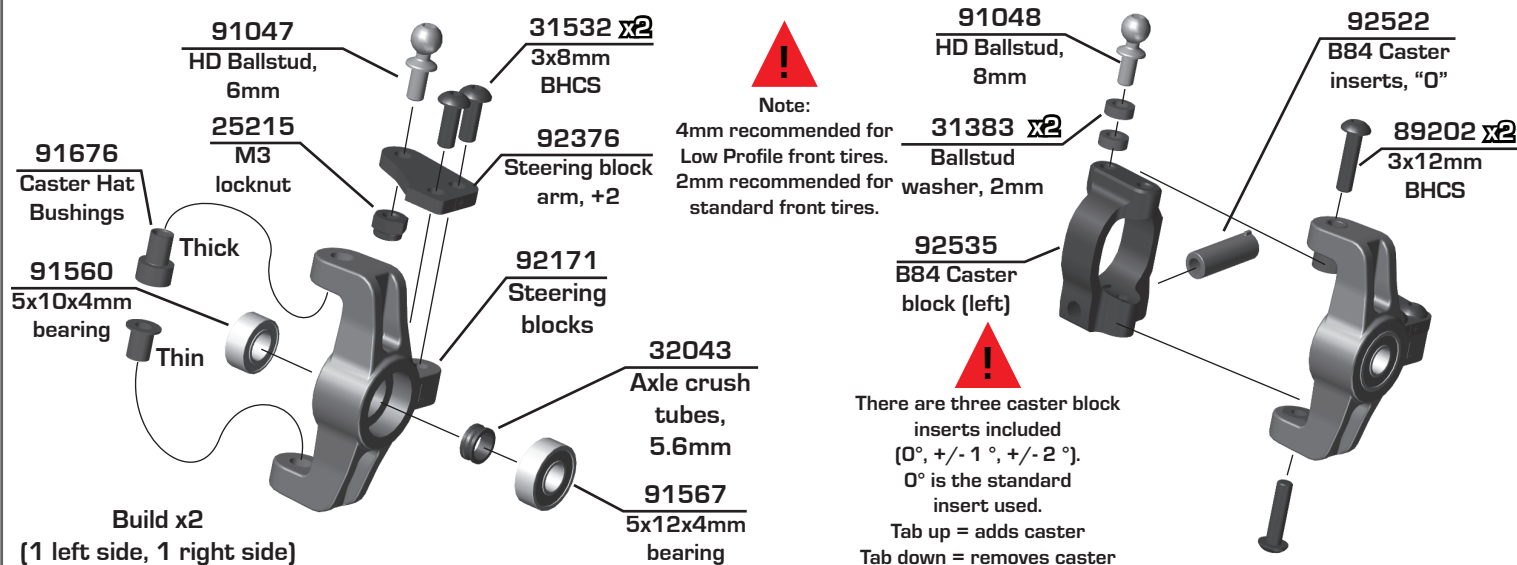 91047
HD Ballstud,
6mm
31532 x2
3x8mm
BHCS
25215
M3
locknut
92376
Steering block
arm, +2
91676
Caster Hat
Bushings
Thick
91560
5x10x4mm
bearing
Thin
92171
Steering
blocks
32043
Axle crush
tubes,
5.6mm
91567
5x12x4mm
bearing
Build x2
(1 left side, 1 right side)
!
Note:
4mm recommended for
Low Profile front tires.
2mm recommended for
standard front tires.
91048
HD Ballstud,
8mm
31383 x2
Ballstud
washer, 2mm
92522
B84 Caster
inserts, “0”
89202 x2
3x12mm
BHCS
92535
B84 Caster
block (left)
!
There are three caster block
inserts included
(0°, +/- 1 °, +/- 2 °).
0° is the standard
insert used.
Tab up = adds caster
Tab down = removes caster